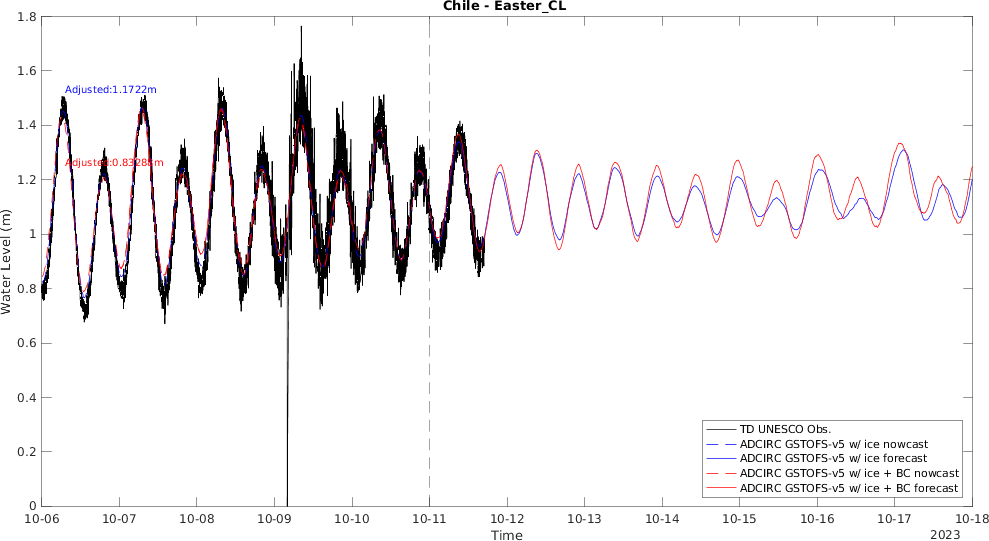 Chile - Easter_CL
1.8
1.6
1.4
1.2
1
0.8
0.6
0.4
0.2
0
Water Level (m)
Adjusted:1.1722m
Adjusted:0.83288m
TD UNESCO Obs.
ADCIRC GSTOFS-v5 w/ ice nowcast
ADCIRC GSTOFS-v5 w/ ice forecast
ADCIRC GSTOFS-v5 w/ ice + BC nowcast
ADCIRC GSTOFS-v5 w/ ice + BC forecast
10-06 10-07 10-08 10-09 10-10 10-11 10-12 10-13 10-14 10-15 10-16 10-17 10-18
Time
2023